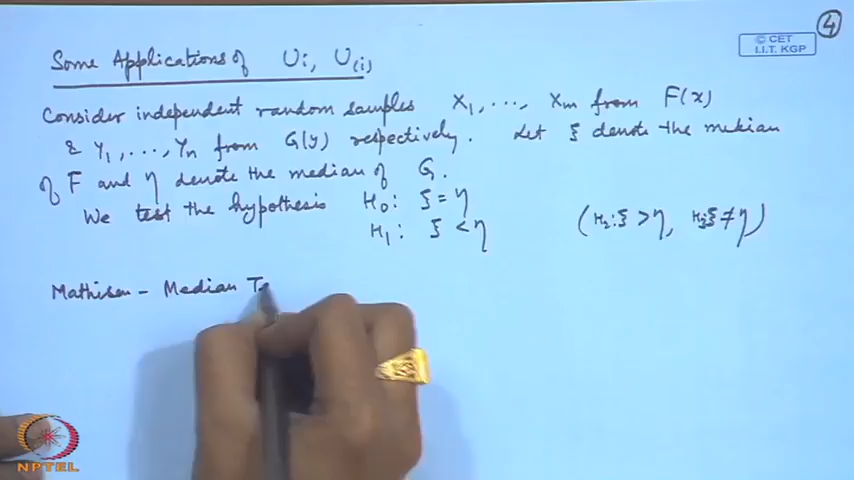 4
© CET
I.I.T. KGP
Some Applications of Ui, U(i)
Consider independent random samples X1, ..., Xm from F(x)
& Y1, ..., Yn from G(y) respectively. Let ξ denote the median
of F and η denote the median of G.
We test the hypothesis H0: ξ = η
H1: ξ < η (H2: ξ > η, H3: ξ ≠ η)
Mathisen - Median Te
NPTEL